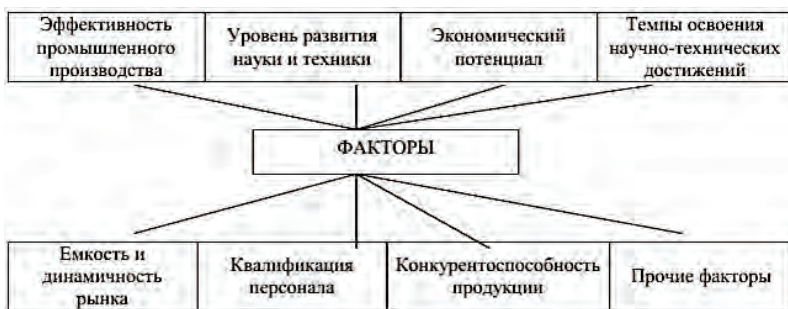 Эффективность
промышленного
производства
Уровень развития
науки и техники
Экономический
потенциал
Темпы освоения
научно-технических
достижений
ФАКТОРЫ
Емкость и
динамичность
рынка
Квалификация
персонала
Конкурентоспособность
продукции
Прочие факторы